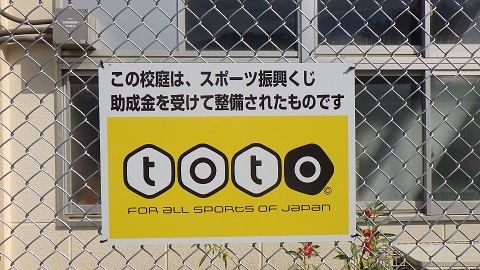 この校庭は、スポーツ振興くじ
助成金を受けて整備されたものです
toto
©
FOR ALL SPORTS OF JAPAN